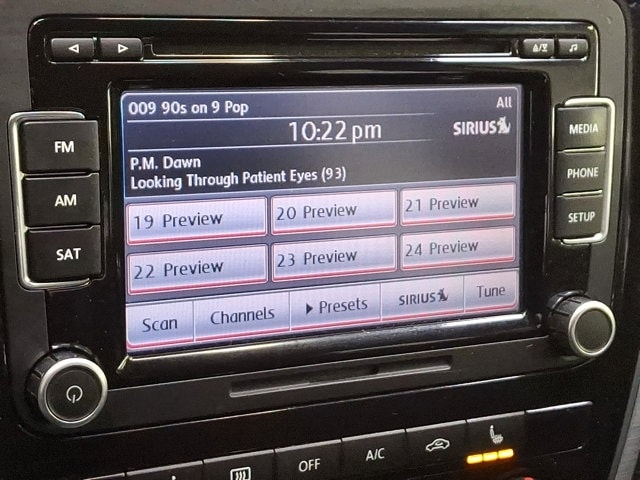 009 90s on 9 Pop
All
10:22 pm
SIRIUS
P.M. Dawn
Looking Through Patient Eyes (93)
19 Preview
20 Preview
21 Preview
22 Preview
23 Preview
24 Preview
Scan
Channels
Presets
SIRIUS
Tune
FM
AM
SAT
MEDIA
PHONE
SETUP
OFF
A/C